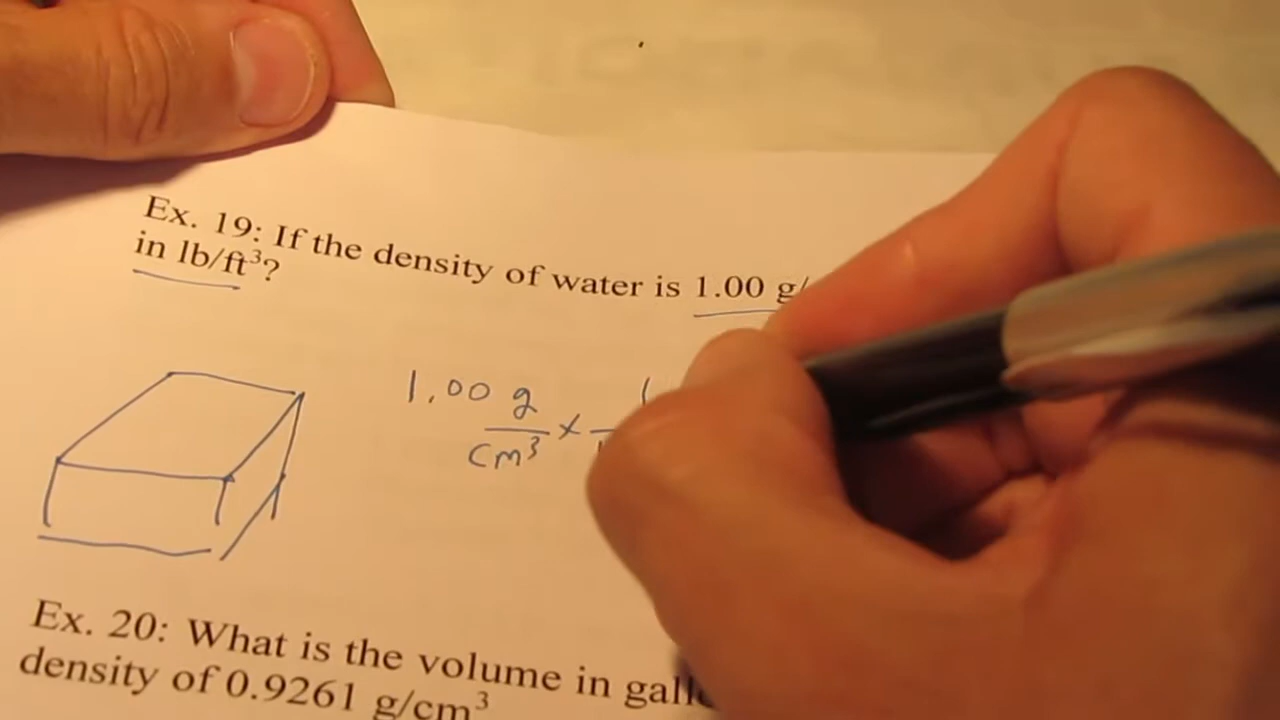 Ex. 19: If the density of water is 1.00 g/
in lb/ft³?
1.00 g
cm³ ×
Ex. 20: What is the volume in
density of 0.9261 g/cm³